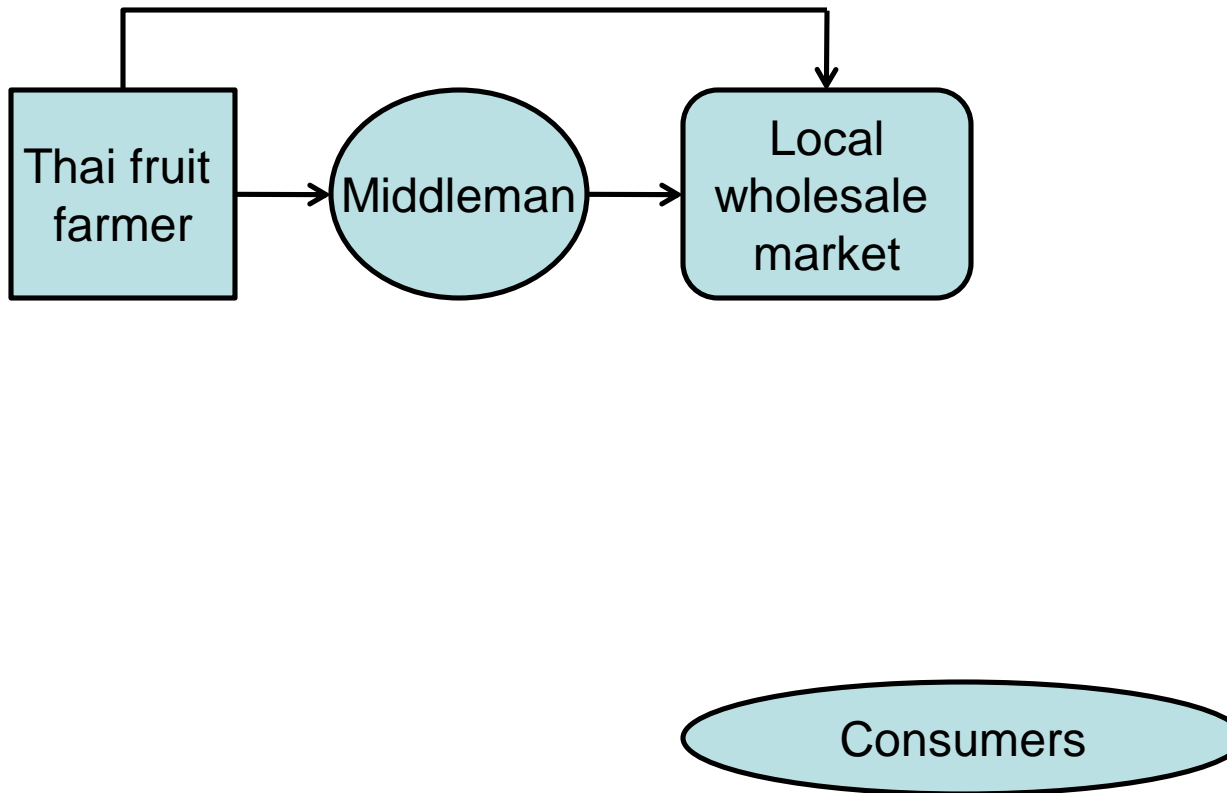 Thai fruit
farmer
Middleman
Local
wholesale
market
Consumers